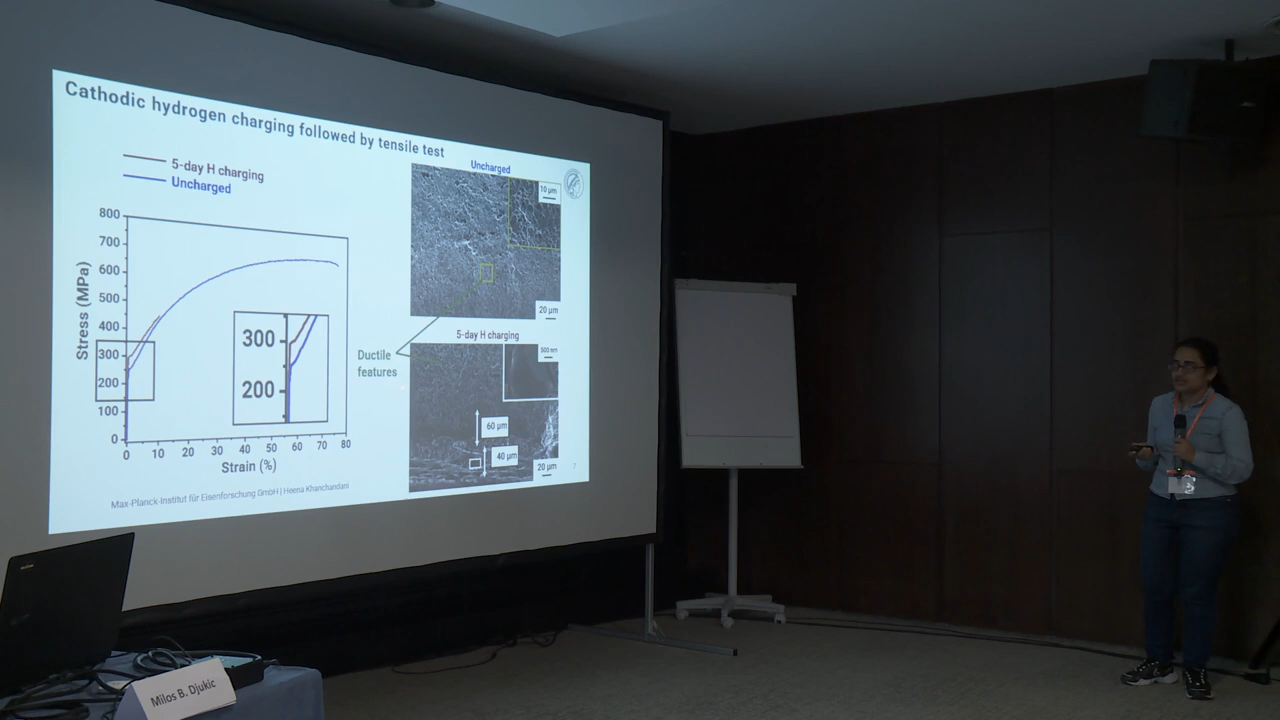 Cathodic hydrogen charging followed by tensile test
5-day H charging
Uncharged
800
700
600
500
400
300
200
100
0
Stress (MPa)
300
200
0
10
20
30
40
50
60
70
80
Strain (%)
Ductile
features
Uncharged
10 µm
20 µm
5-day H charging
500 nm
60 µm
40 µm
20 µm
7
Max-Planck-Institut für Eisenforschung GmbH | Heena Khanchandani
Milos B. Djukic